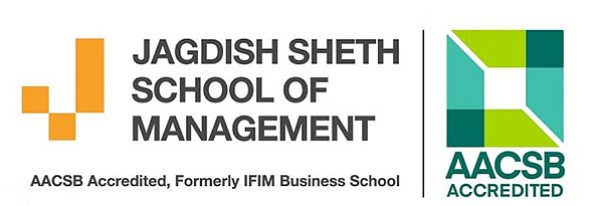 JAGDISH SHETH
SCHOOL OF
MANAGEMENT
AACSB Accredited, Formerly IFIM Business School
AACSB
ACCREDITED